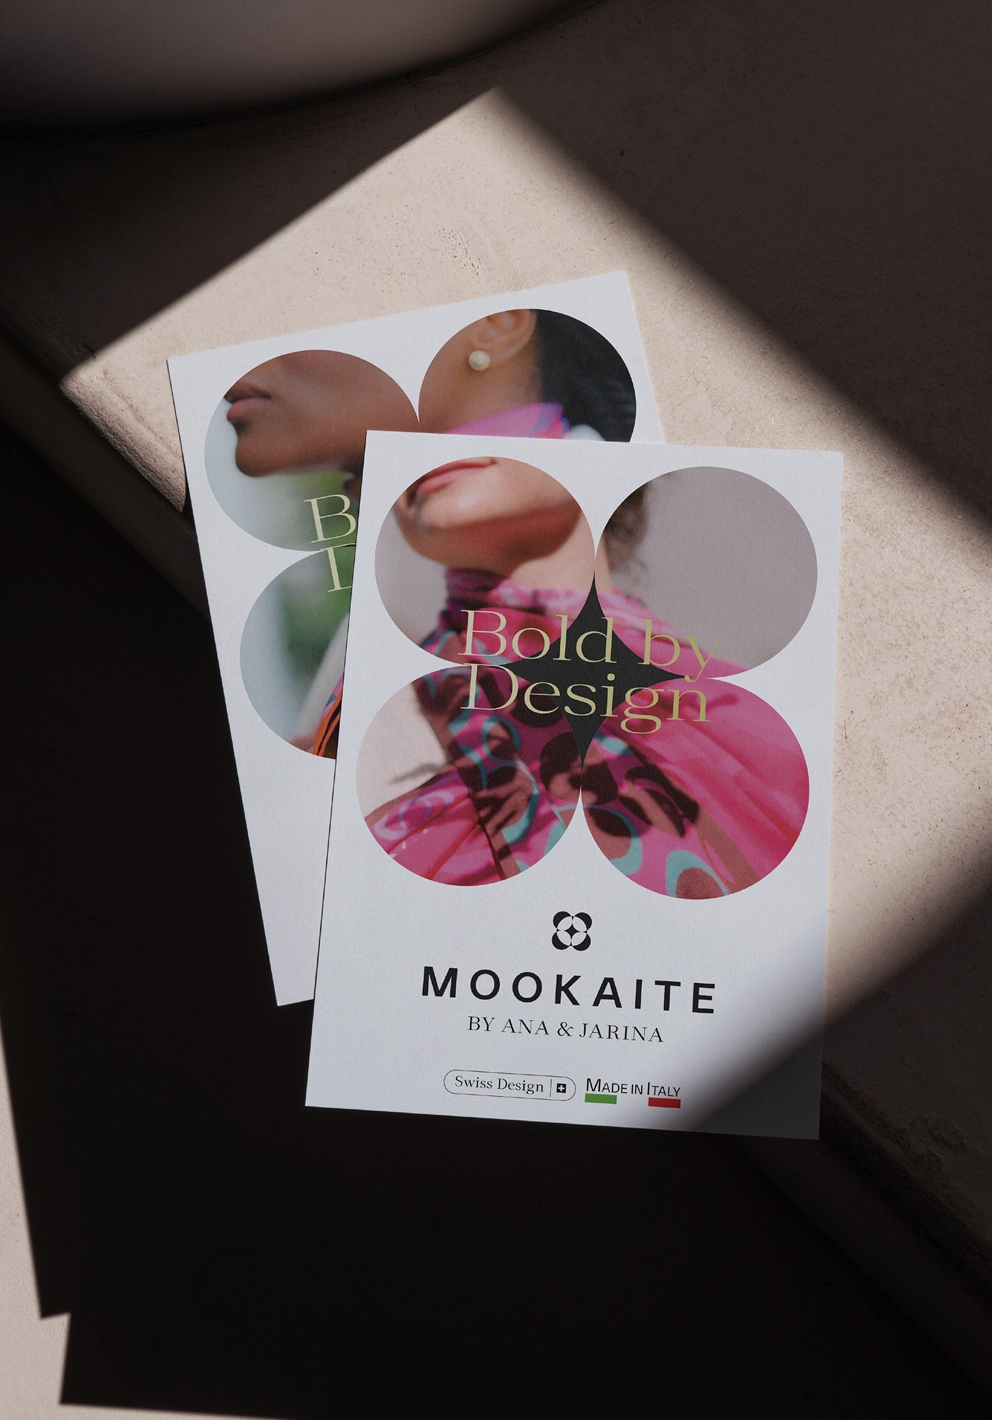 B
D
Bold by
Design
MOOKAITE
BY ANA & JARINA
Swiss Design
MADE IN ITALY